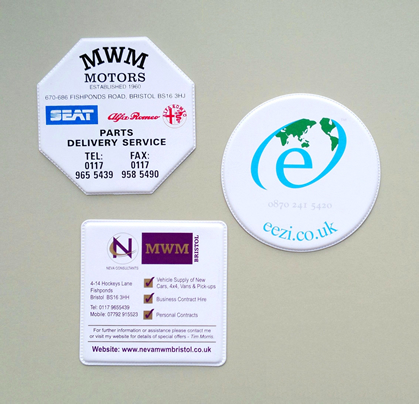 MWM
MOTORS
ESTABLISHED 1960
670-686 FISHPONDS ROAD, BRISTOL BS16 3HJ
SEAT Alfa Romeo
PARTS
DELIVERY SERVICE
TEL: FAX:
0117 0117
965 5439 958 5490
e
0870 241 5420
eezi.co.uk
N MWM BRISTOL
NEVA CONSULTANTS
4-14 Hockeys Lane
Fishponds
Bristol BS16 3HH
Tel: 0117 9655439
Mobile: 07792 915523
Vehicle Supply of New
Cars, 4x4, Vans & Pick-ups
Business Contract Hire
Personal Contracts
For further information or assistance please contact me
or visit my website for details of special offers - Tim Morris
Website: www.nevamwmbristol.co.uk